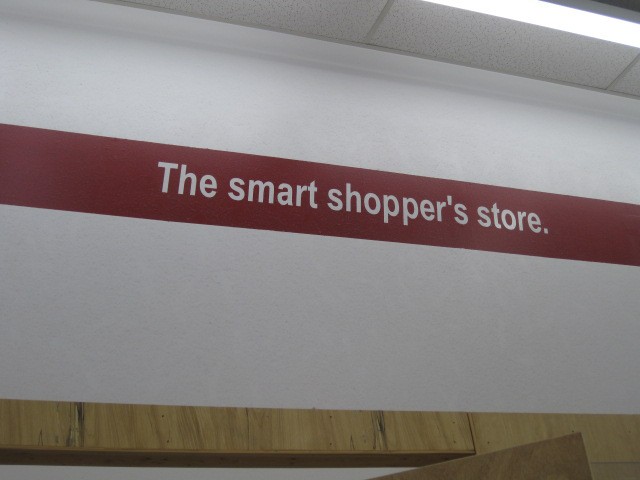 The smart shopper's store.